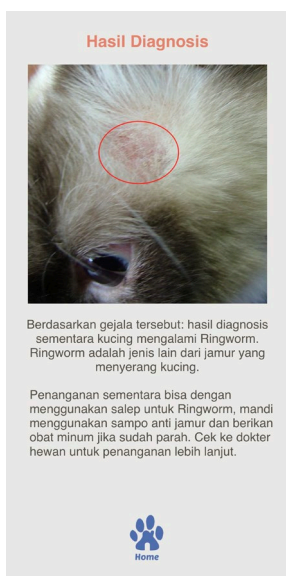 Hasil Diagnosis
Berdasarkan gejala tersebut: hasil diagnosis
sementara kucing mengalami Ringworm.
Ringworm adalah jenis lain dari jamur yang
menyerang kucing.
Penanganan sementara bisa dengan
menggunakan salep untuk Ringworm, mandi
menggunakan sampo anti jamur dan berikan
obat minum jika sudah parah. Cek ke dokter
hewan untuk penanganan lebih lanjut.
Home